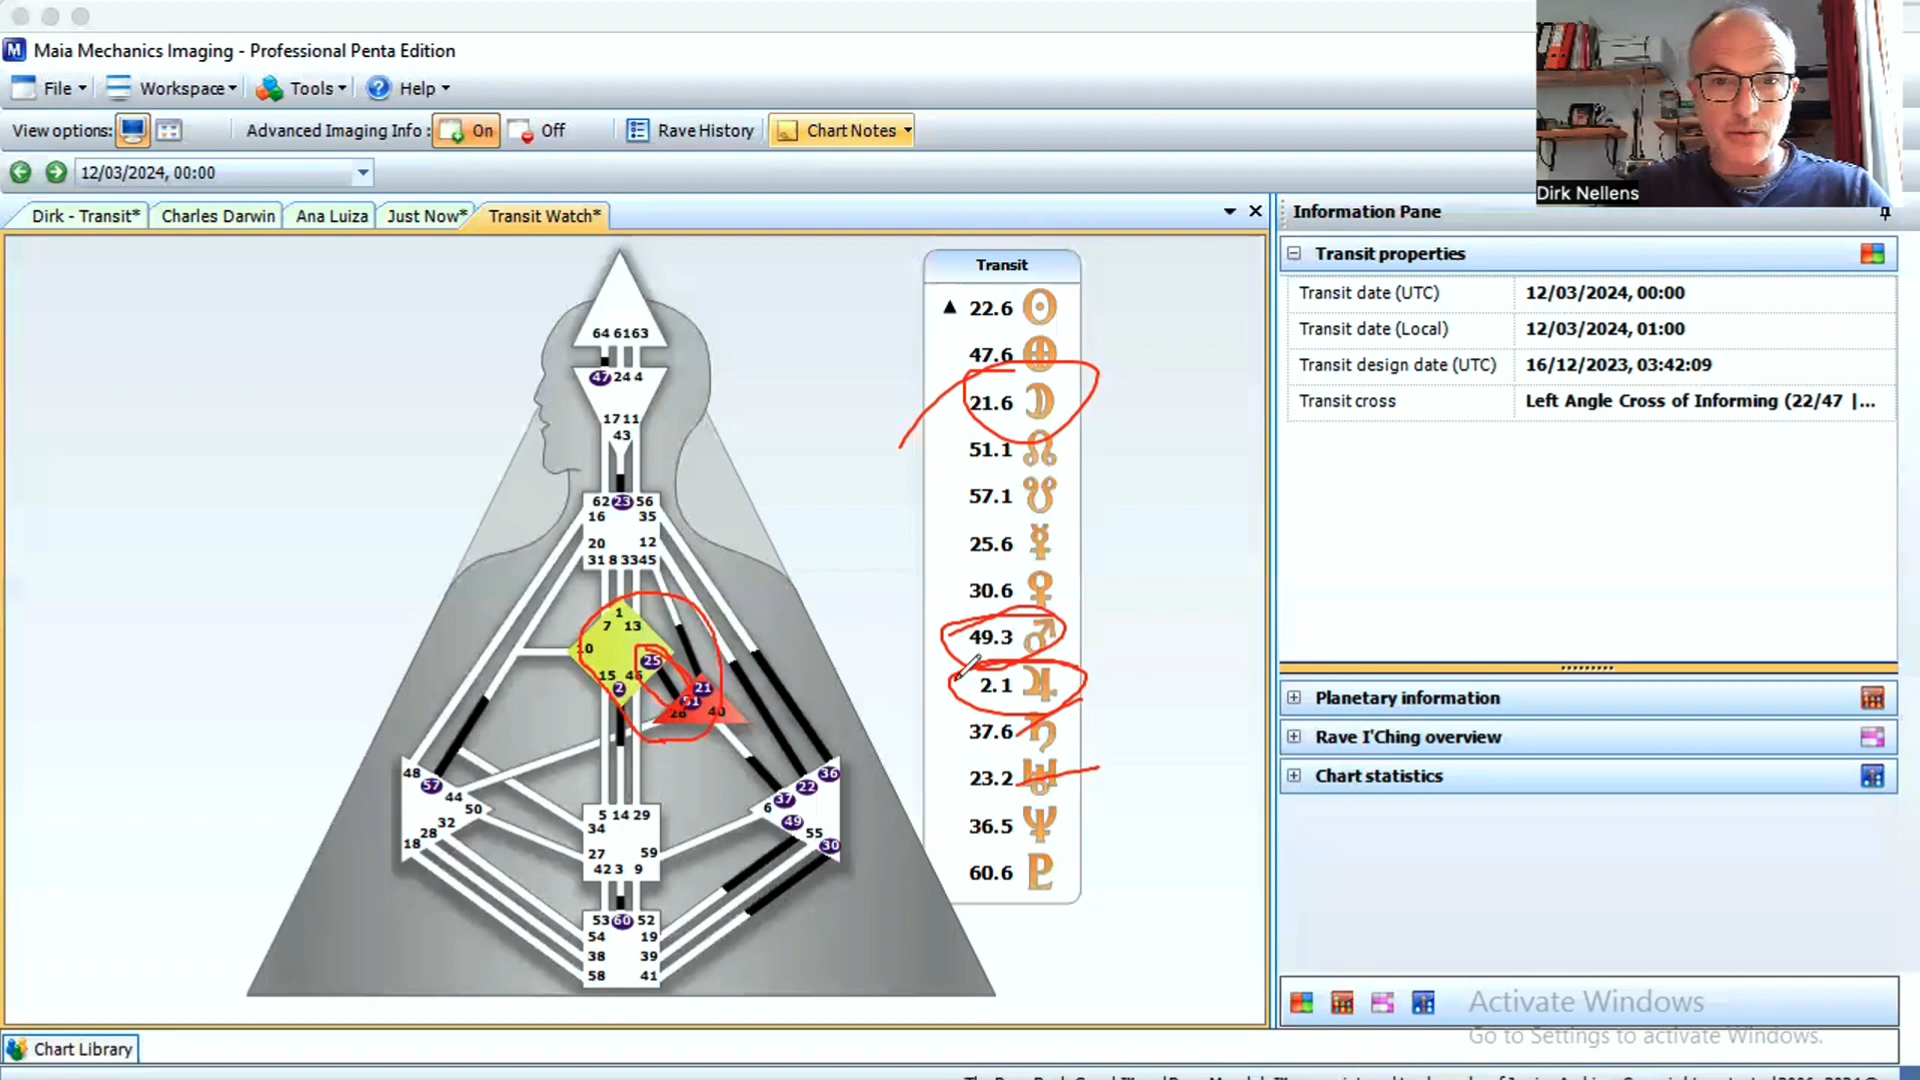 Maia Mechanics Imaging - Professional Penta Edition
File Workspace Tools Help
View options: Advanced Imaging Info : On Off Rave History Chart Notes
12/03/2024, 00:00
Dirk Nellens
Dirk - Transit* Charles Darwin Ana Luiza Just Now* Transit Watch*
64 61 63
47 24 4
17 11
43
62 23 56
16 35
20 12
31 8 33 45
1
7 13
10
25
15 46
2
21
51
26 40
48
57
44
50
32
28
18
36
22
37
6
49
55
30
5 14 29
34
27 59
42 3 9
53 60 52
54 19
38 39
58 41
Transit
22.6
47.6
21.6
51.1
57.1
25.6
30.6
49.3
2.1
37.6
23.2
36.5
60.6
Information Pane
Transit properties
Transit date (UTC) 12/03/2024, 00:00
Transit date (Local) 12/03/2024, 01:00
Transit design date (UTC) 16/12/2023, 03:42:09
Transit cross Left Angle Cross of Informing (22/47 |...
Planetary information
Rave I'Ching overview
Chart statistics
Activate Windows
Go to Settings to activate Windows.
Chart Library